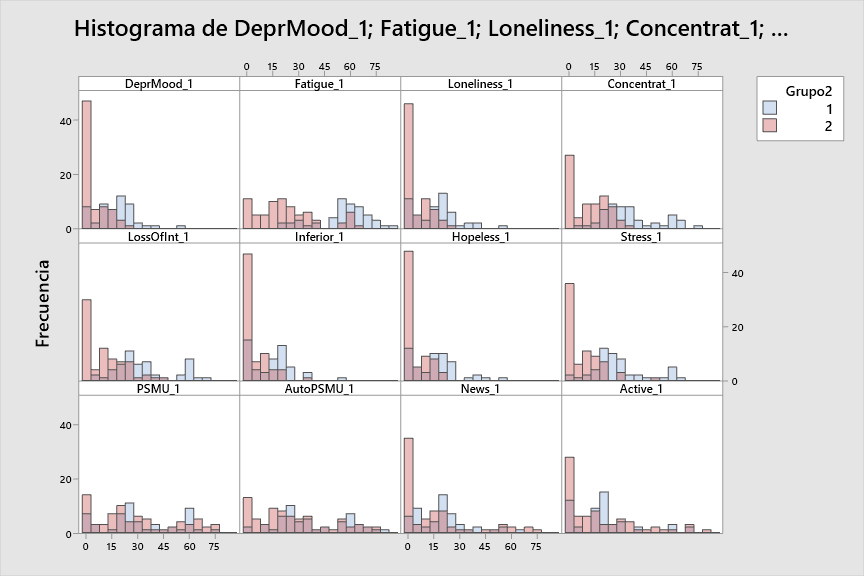 Histograma de DeprMood_1; Fatigue_1; Loneliness_1; Concentrat_1; ...
0 15 30 45 60 75 0 15 30 45 60 75
DeprMood_1 Fatigue_1 Loneliness_1 Concentrat_1
Grupo2
1
2
40
20
0
LossOfInt_1 Inferior_1 Hopeless_1 Stress_1
Frecuencia
40
20
0
PSMU_1 AutoPSMU_1 News_1 Active_1
40
20
0
0 15 30 45 60 75 0 15 30 45 60 75